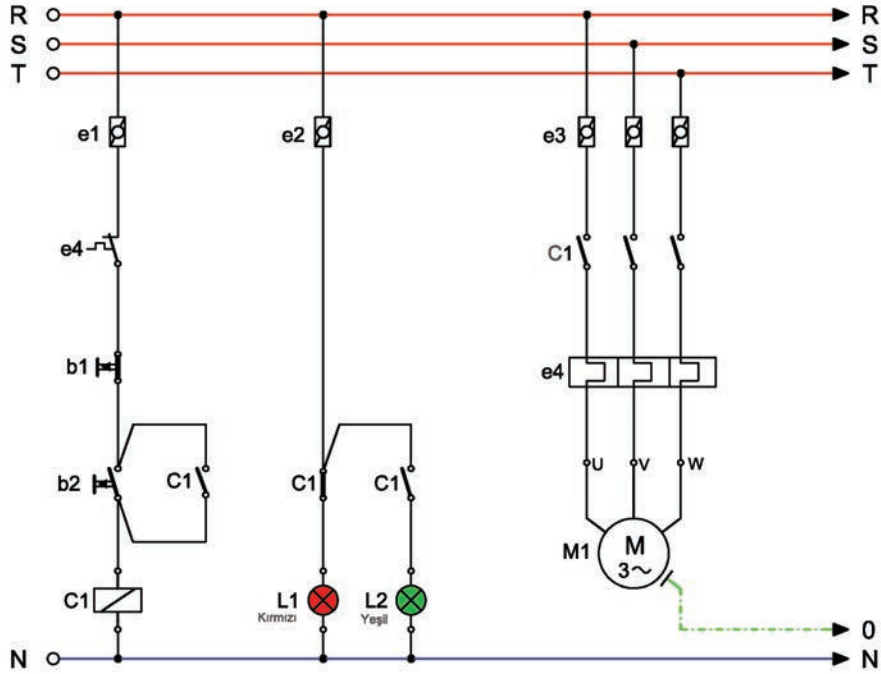 R R
S S
T T
e1 e2 e3
e4 C1
b1 e4
b2 C1 C1 C1 U V W
M1 M
3~
C1 L1 L2
Kırmızı Yeşil
0
N N